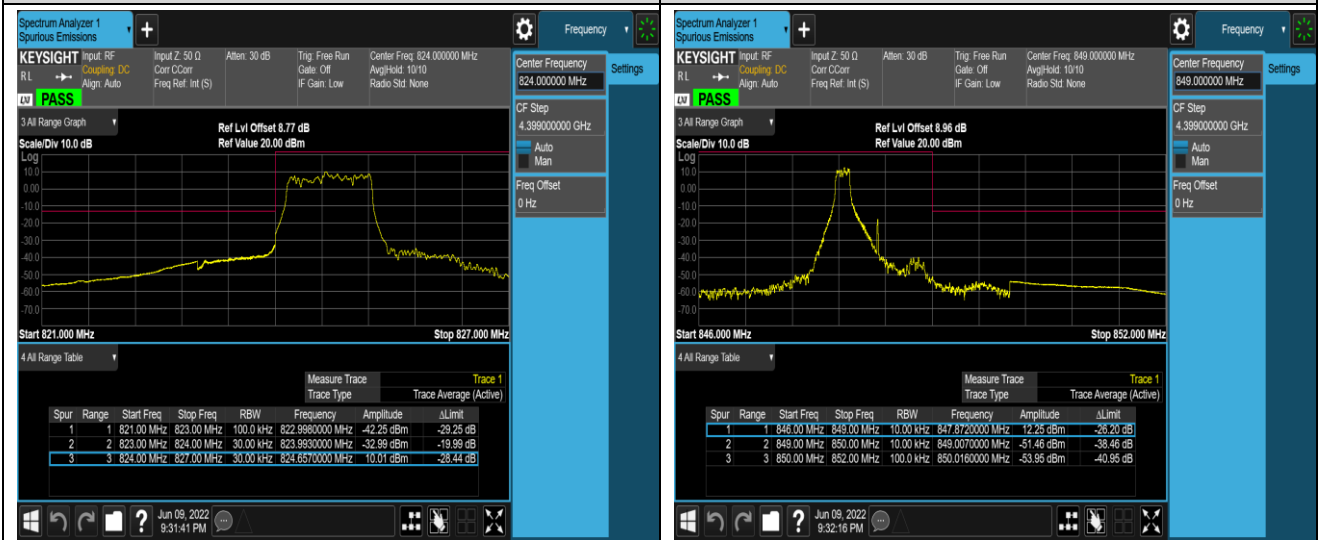 Spectrum Analyzer 1
Spurious Emissions
+
Frequency
KEYSIGHT Input: RF Input Z: 50 Ω Atten: 30 dB Trig: Free Run Center Freq: 824.000000 MHz
Coupling: DC Corr CCorr Gate: Off Avg|Hold: 10/10
R L Align: Auto Freq Ref: Int (S) IF Gain: Low Radio Std: None
LXI PASS
3 All Range Graph
Ref Lvl Offset 8.77 dB
Scale/Div 10.0 dB Ref Value 20.00 dBm
Log
10.0
0.00
-10.0
-20.0
-30.0
-40.0
-50.0
-60.0
-70.0
Start 821.000 MHz Stop 827.000 MHz
4 All Range Table
Measure Trace Trace 1
Trace Type Trace Average (Active)
Spur Range Start Freq Stop Freq RBW Frequency Amplitude ΔLimit
1 1 821.00 MHz 823.00 MHz 100.0 kHz 822.9980000 MHz -42.25 dBm -29.25 dB
2 2 823.00 MHz 824.00 MHz 30.00 kHz 823.9930000 MHz -32.99 dBm -19.99 dB
3 3 824.00 MHz 827.00 MHz 30.00 kHz 824.6570000 MHz 10.01 dBm -28.44 dB
Center Frequency
824.000000 MHz
Settings
CF Step
4.399000000 GHz
Auto
Man
Freq Offset
0 Hz
?
Jun 09, 2022
9:31:41 PM
Spectrum Analyzer 1
Spurious Emissions
+
Frequency
KEYSIGHT Input: RF Input Z: 50 Ω Atten: 30 dB Trig: Free Run Center Freq: 849.000000 MHz
Coupling: DC Corr CCorr Gate: Off Avg|Hold: 10/10
R L Align: Auto Freq Ref: Int (S) IF Gain: Low Radio Std: None
LXI PASS
3 All Range Graph
Ref Lvl Offset 8.96 dB
Scale/Div 10.0 dB Ref Value 20.00 dBm
Log
10.0
0.00
-10.0
-20.0
-30.0
-40.0
-50.0
-60.0
-70.0
Start 846.000 MHz Stop 852.000 MHz
4 All Range Table
Measure Trace Trace 1
Trace Type Trace Average (Active)
Spur Range Start Freq Stop Freq RBW Frequency Amplitude ΔLimit
1 1 846.00 MHz 849.00 MHz 10.00 kHz 847.8720000 MHz 12.25 dBm -26.20 dB
2 2 849.00 MHz 850.00 MHz 10.00 kHz 849.0070000 MHz -51.46 dBm -38.46 dB
3 3 850.00 MHz 852.00 MHz 100.0 kHz 850.0160000 MHz -53.95 dBm -40.95 dB
Center Frequency
849.000000 MHz
Settings
CF Step
4.399000000 GHz
Auto
Man
Freq Offset
0 Hz
?
Jun 09, 2022
9:32:16 PM